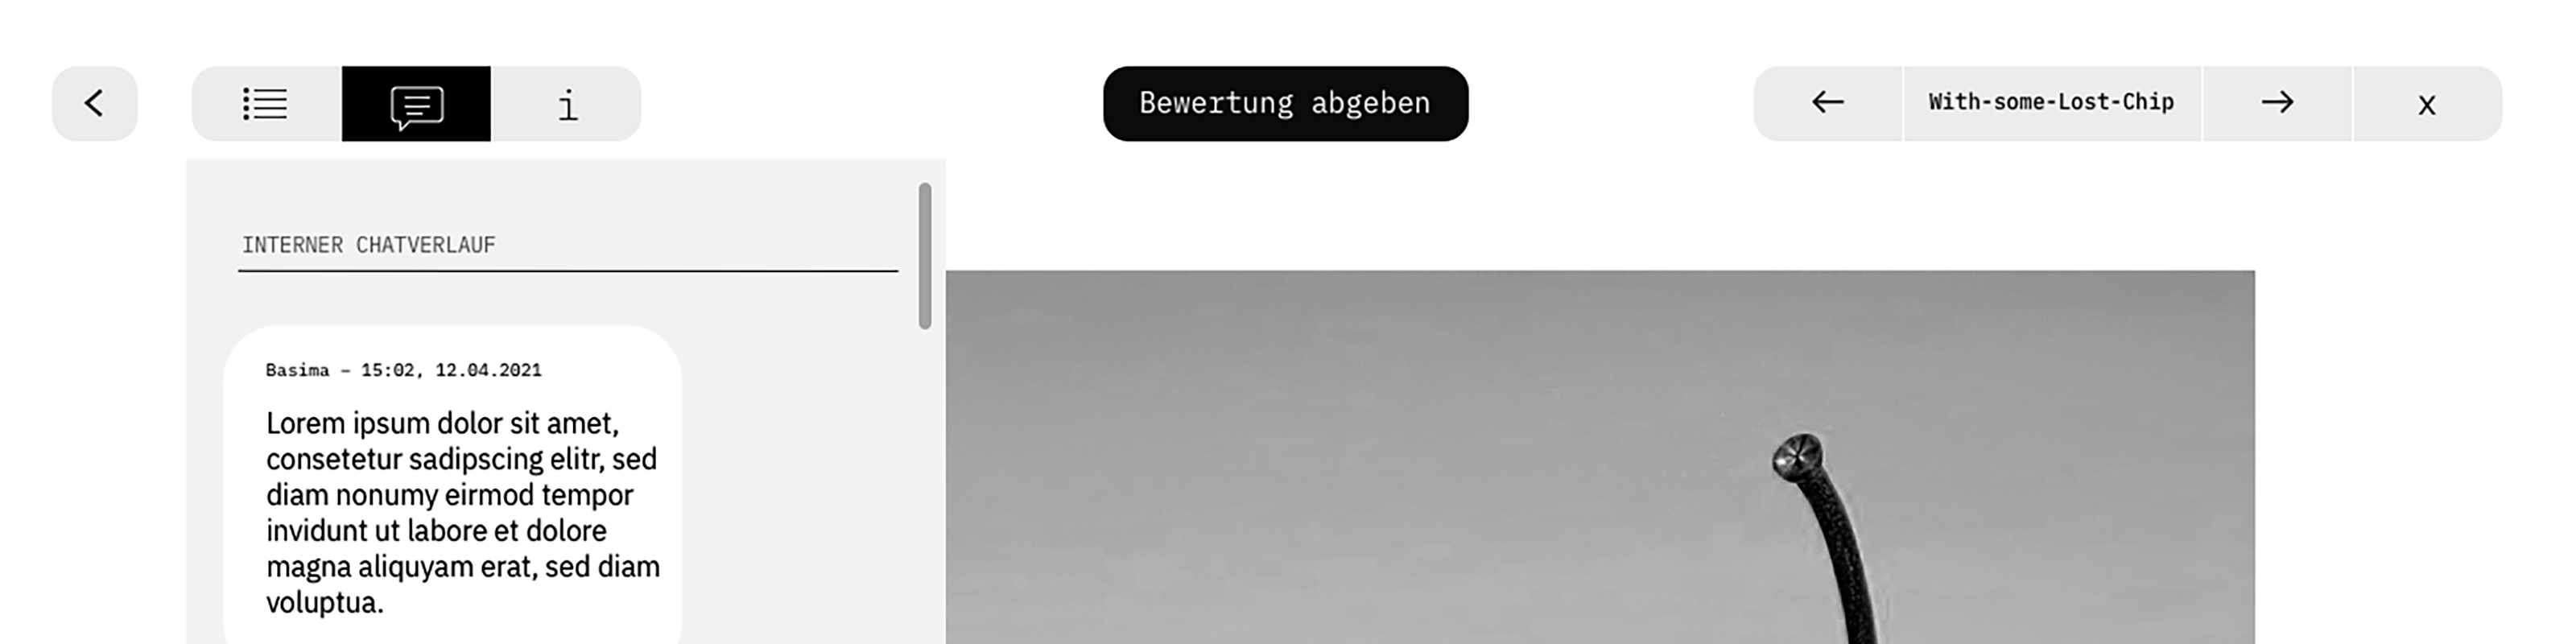 i
Bewertung abgeben
With-some-Lost-Chip
x
INTERNER CHATVERLAUF
Basima – 15:02, 12.04.2021
Lorem ipsum dolor sit amet,
consetetur sadipscing elitr, sed
diam nonumy eirmod tempor
invidunt ut labore et dolore
magna aliquyam erat, sed diam
voluptua.